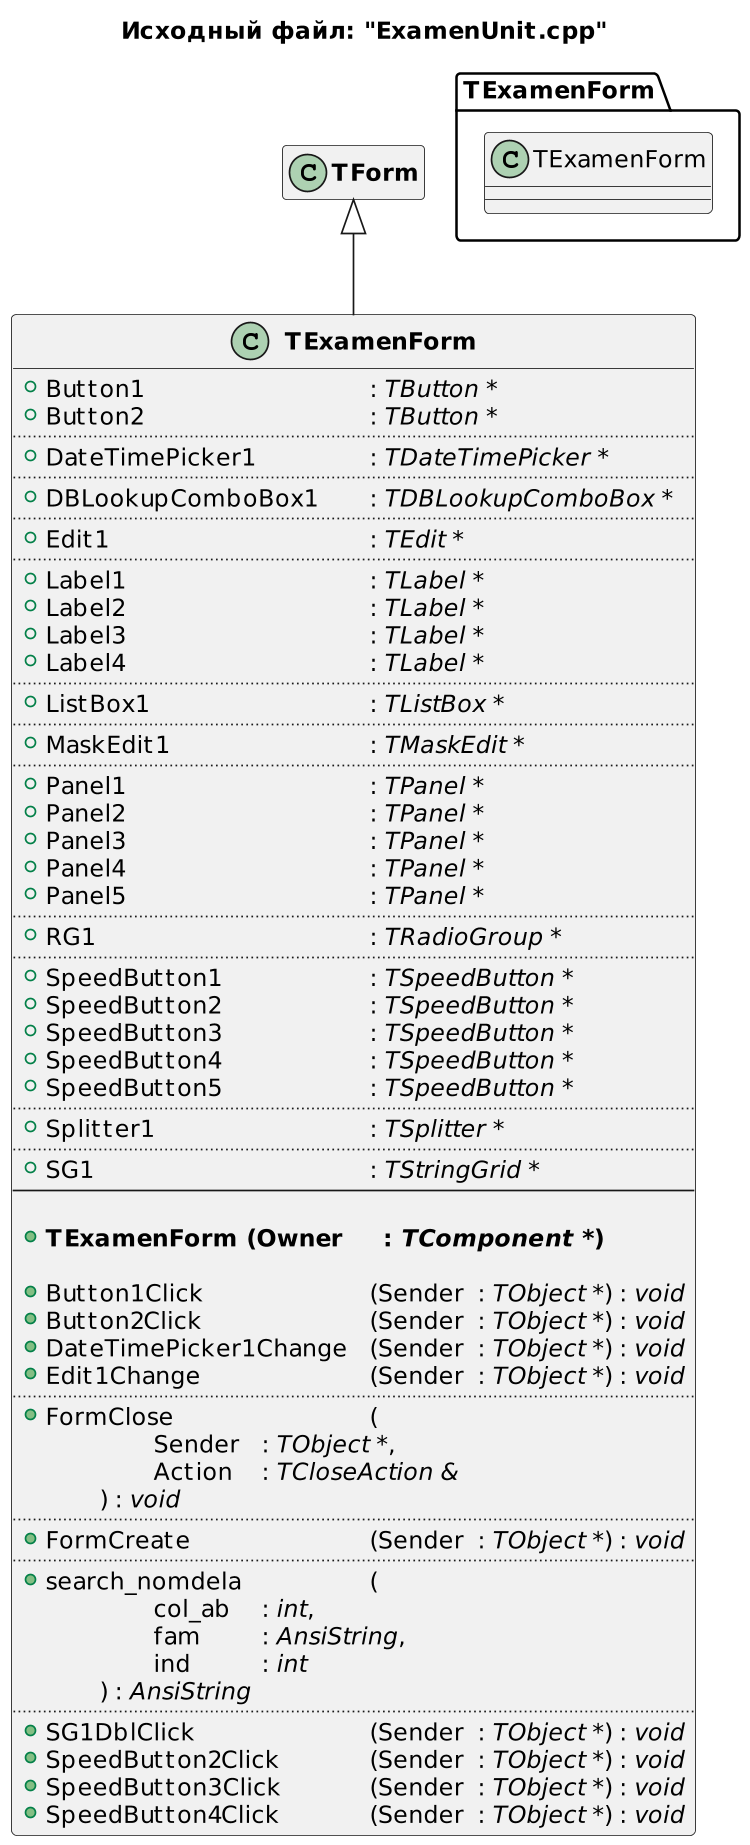 Исходный файл: "ExamenUnit.cpp"
TExamenForm
C TExamenForm
C TForm
C TExamenForm
Button1 : TButton *
Button2 : TButton *
DateTimePicker1 : TDateTimePicker *
DBLookupComboBox1 : TDBLookupComboBox *
Edit1 : TEdit *
Label1 : TLabel *
Label2 : TLabel *
Label3 : TLabel *
Label4 : TLabel *
ListBox1 : TListBox *
MaskEdit1 : TMaskEdit *
Panel1 : TPanel *
Panel2 : TPanel *
Panel3 : TPanel *
Panel4 : TPanel *
Panel5 : TPanel *
RG1 : TRadioGroup *
SpeedButton1 : TSpeedButton *
SpeedButton2 : TSpeedButton *
SpeedButton3 : TSpeedButton *
SpeedButton4 : TSpeedButton *
SpeedButton5 : TSpeedButton *
Splitter1 : TSplitter *
SG1 : TStringGrid *
TExamenForm (Owner : TComponent *)
Button1Click (Sender : TObject *) : void
Button2Click (Sender : TObject *) : void
DateTimePicker1Change (Sender : TObject *) : void
Edit1Change (Sender : TObject *) : void
FormClose (
Sender : TObject *,
Action : TCloseAction &
) : void
FormCreate (Sender : TObject *) : void
search_nomdela (
col_ab : int,
fam : AnsiString,
ind : int
) : AnsiString
SG1DblClick (Sender : TObject *) : void
SpeedButton2Click (Sender : TObject *) : void
SpeedButton3Click (Sender : TObject *) : void
SpeedButton4Click (Sender : TObject *) : void